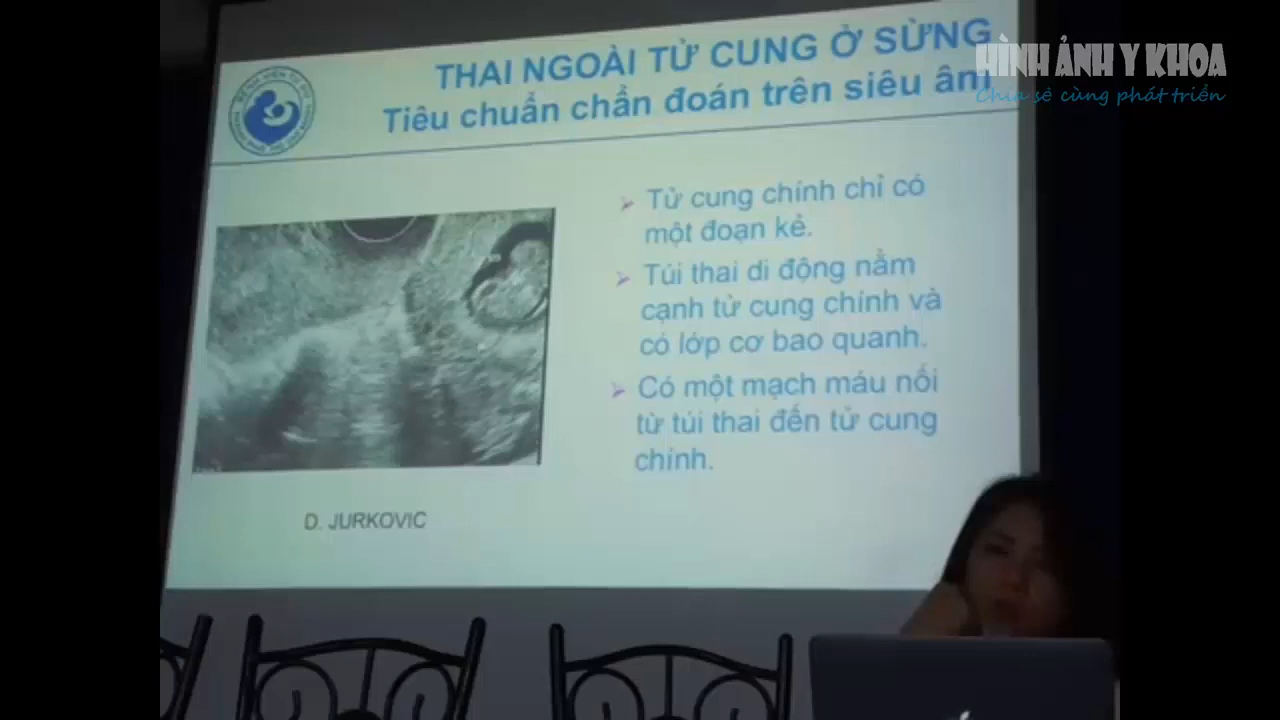 THAI NGOÀI TỬ CUNG Ở SỪNG
Tiêu chuẩn chẩn đoán trên siêu âm
HÌNH ẢNH Y KHOA
Chia sẻ cùng phát triển
Tử cung chính chỉ có
một đoạn kẻ.
Túi thai di động nằm
cạnh tử cung chính và
có lớp cơ bao quanh.
Có một mạch máu nối
từ túi thai đến tử cung
chính.
D. JURKOVIC